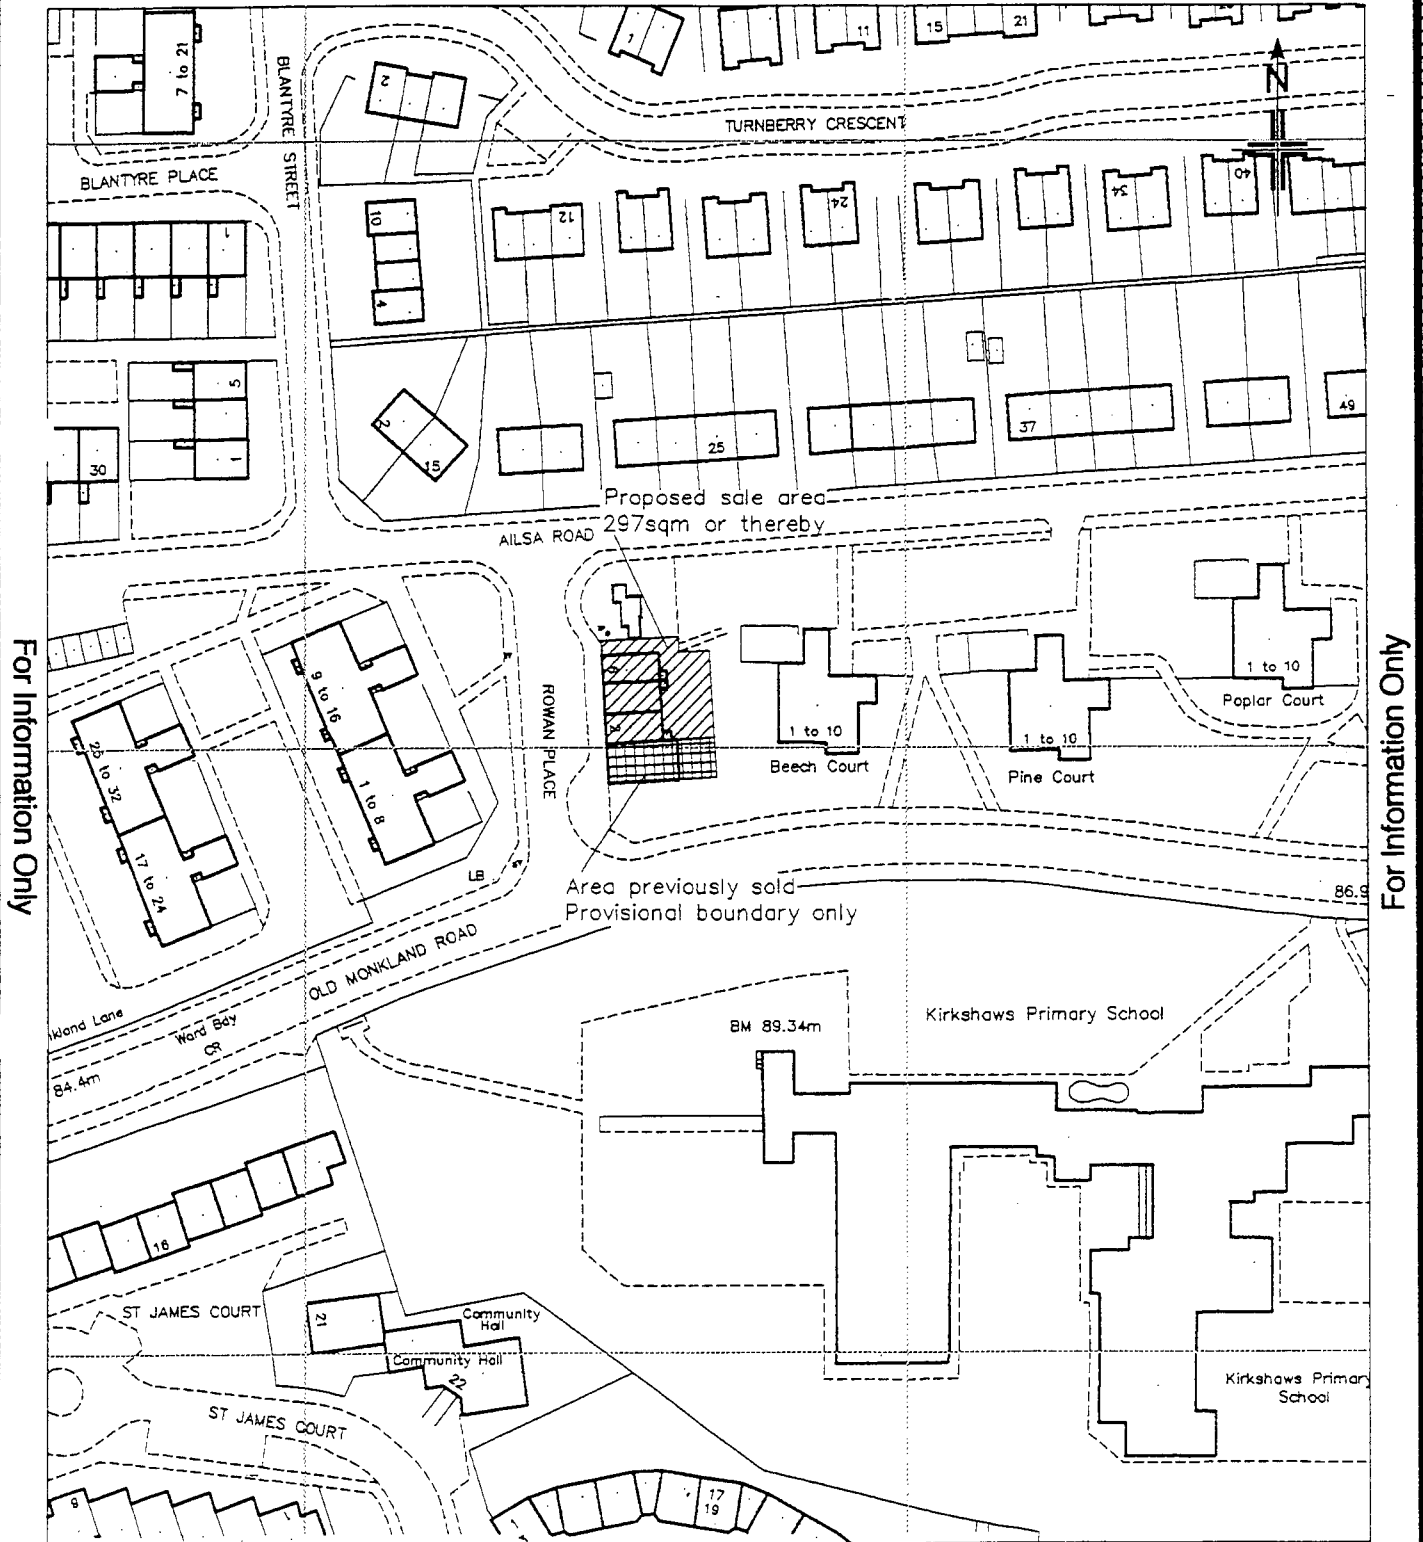 1
11
15
21
7 to 21
BLANTYRE STREET
2
N
TURNBERRY CRESCENT
BLANTYRE PLACE
10
12
24
34
40
1
4
5
2
15
25
37
49
30
1
Proposed sale area
297sqm or thereby
AILSA ROAD
For Information Only
For Information Only
9 to 16
ROWAN PLACE
1 to 10
Poplar Court
25 to 32
1 to 8
1 to 10
Beech Court
1 to 10
Pine Court
17 to 24
LB
Area previously sold
Provisional boundary only
86.9
OLD MONKLAND ROAD
kland Lane
Ward Bdy
CR
84.4m
BM 89.34m
Kirkshaws Primary School
16
ST JAMES COURT
21
Community
Hall
Community Hall
22
Kirkshaws Primary
School
ST JAMES COURT
17
19